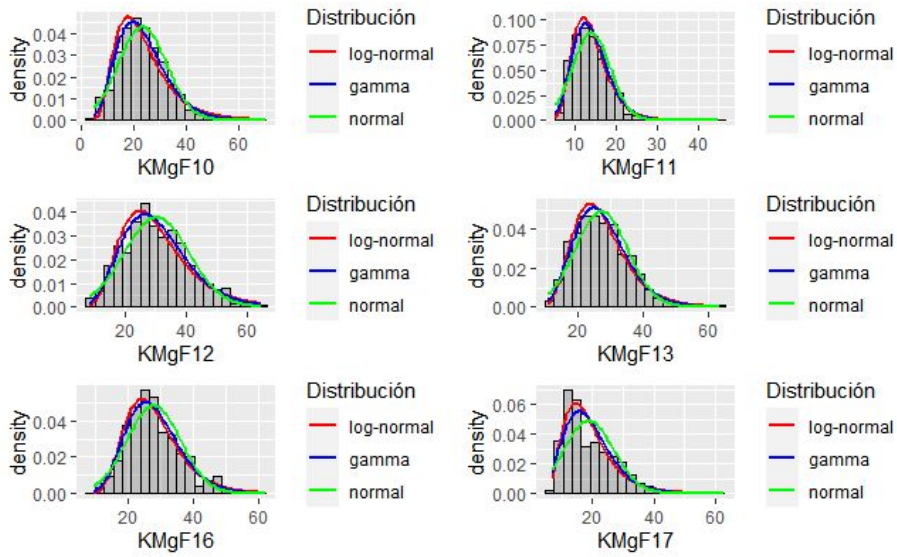 density
0.04
0.03
0.02
0.01
0.00
0 20 40 60
KMgF10
Distribución
log-normal
gamma
normal
density
0.100
0.075
0.050
0.025
0.000
10 20 30 40
KMgF11
Distribución
log-normal
gamma
normal
density
0.04
0.03
0.02
0.01
0.00
20 40 60
KMgF12
Distribución
log-normal
gamma
normal
density
0.04
0.02
0.00
20 40 60
KMgF13
Distribución
log-normal
gamma
normal
density
0.04
0.02
0.00
20 40 60
KMgF16
Distribución
log-normal
gamma
normal
density
0.06
0.04
0.02
0.00
20 40 60
KMgF17
Distribución
log-normal
gamma
normal